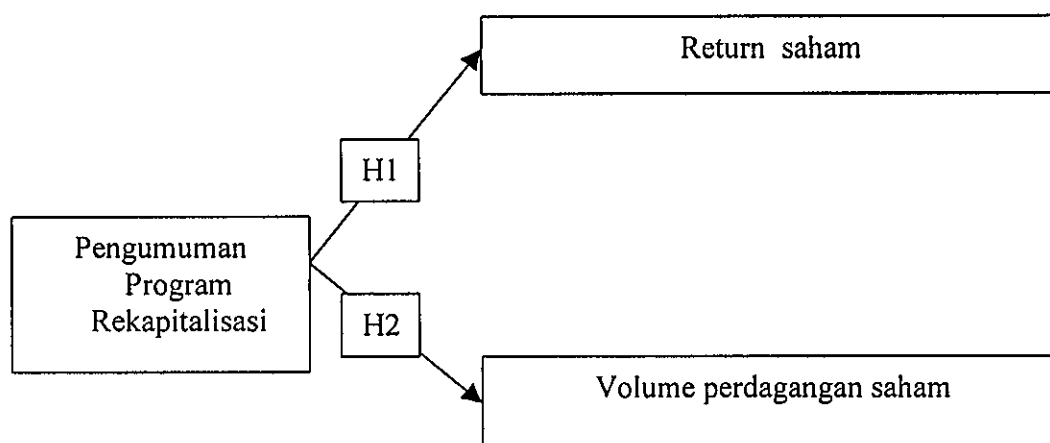 Return saham
H1
Pengumuman
Program
Rekapitalisasi
H2
Volume perdagangan saham